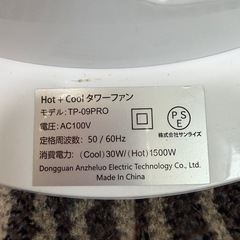 Hot + Cool タワーファン
モデル: TP-09PRO
電圧: AC100V
定格周波数: 50 / 60Hz
消費電力: (Cool) 30W/ (Hot) 1500W
Dongguan Anzheluo Electric Technology Co., Ltd
Made In China
PSE
株式会社サンライズ